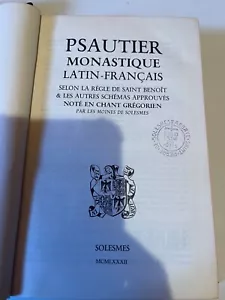 PSAUTIER
MONASTIQUE
LATIN-FRANÇAIS
SELON LA RÈGLE DE SAINT BENOÎT
& LES AUTRES SCHÉMAS APPROUVÉS
NOTÉ EN CHANT GRÉGORIEN
PAR LES MOINES DE SOLESMES
SOLESMES